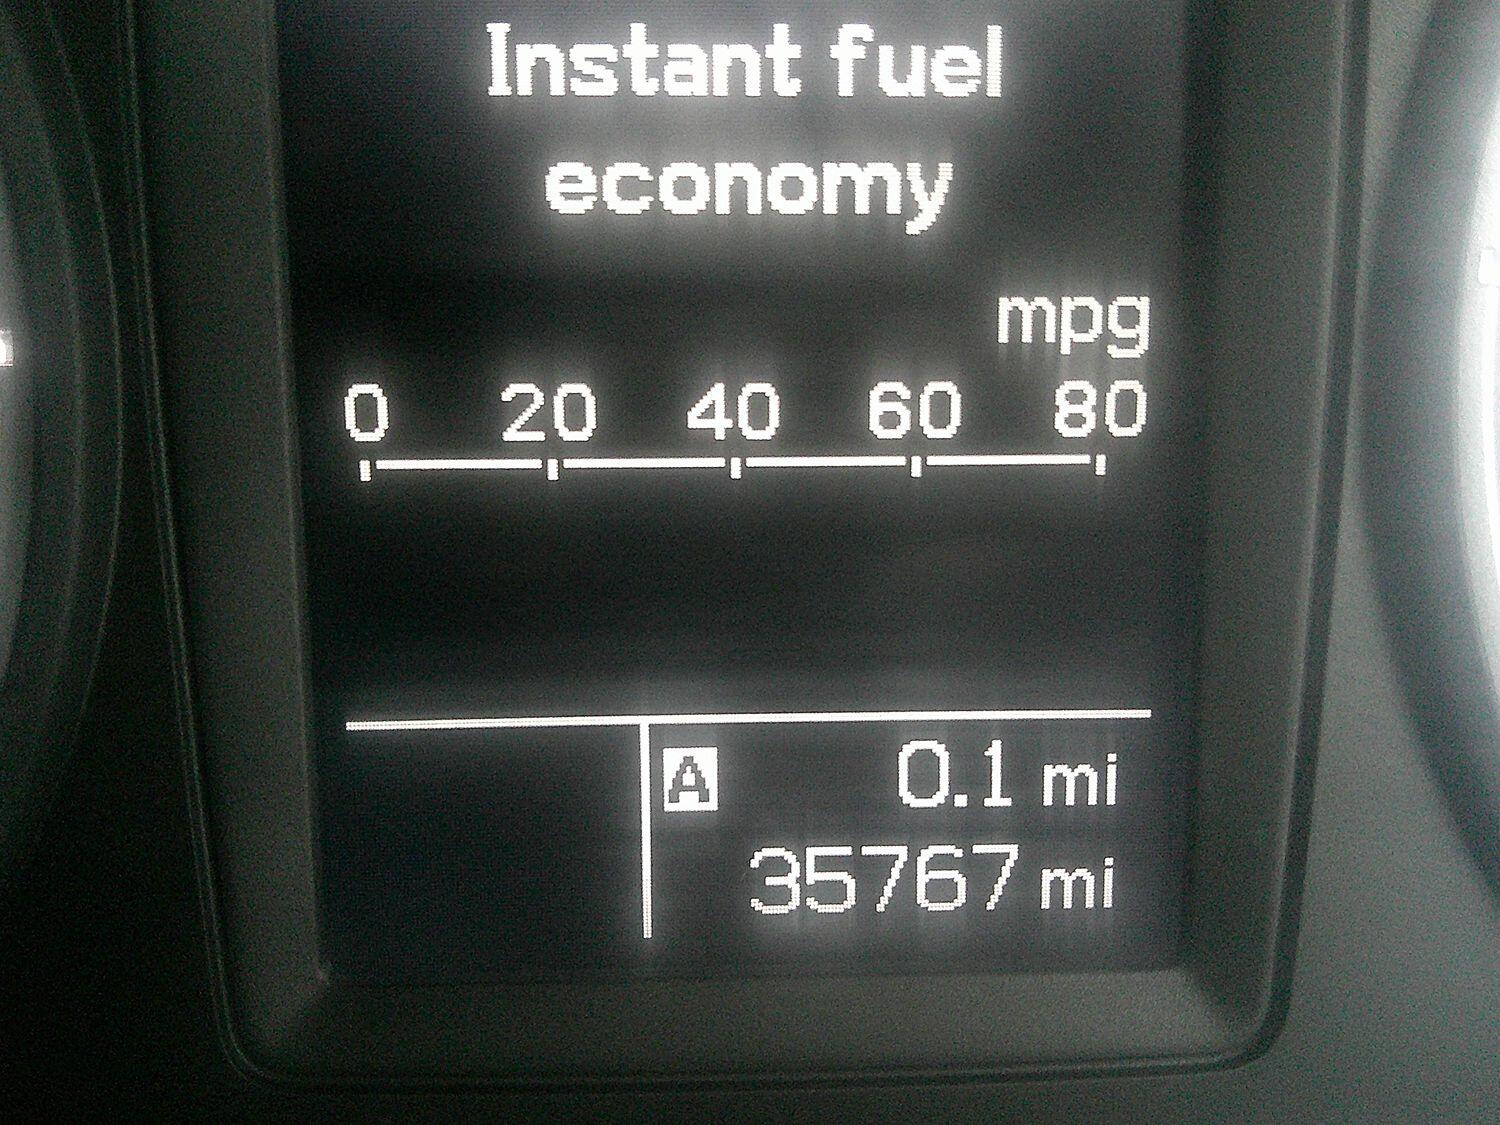 Instant fuel
economy
mpg
0 20 40 60 80
A 0.1 mi
35767 mi